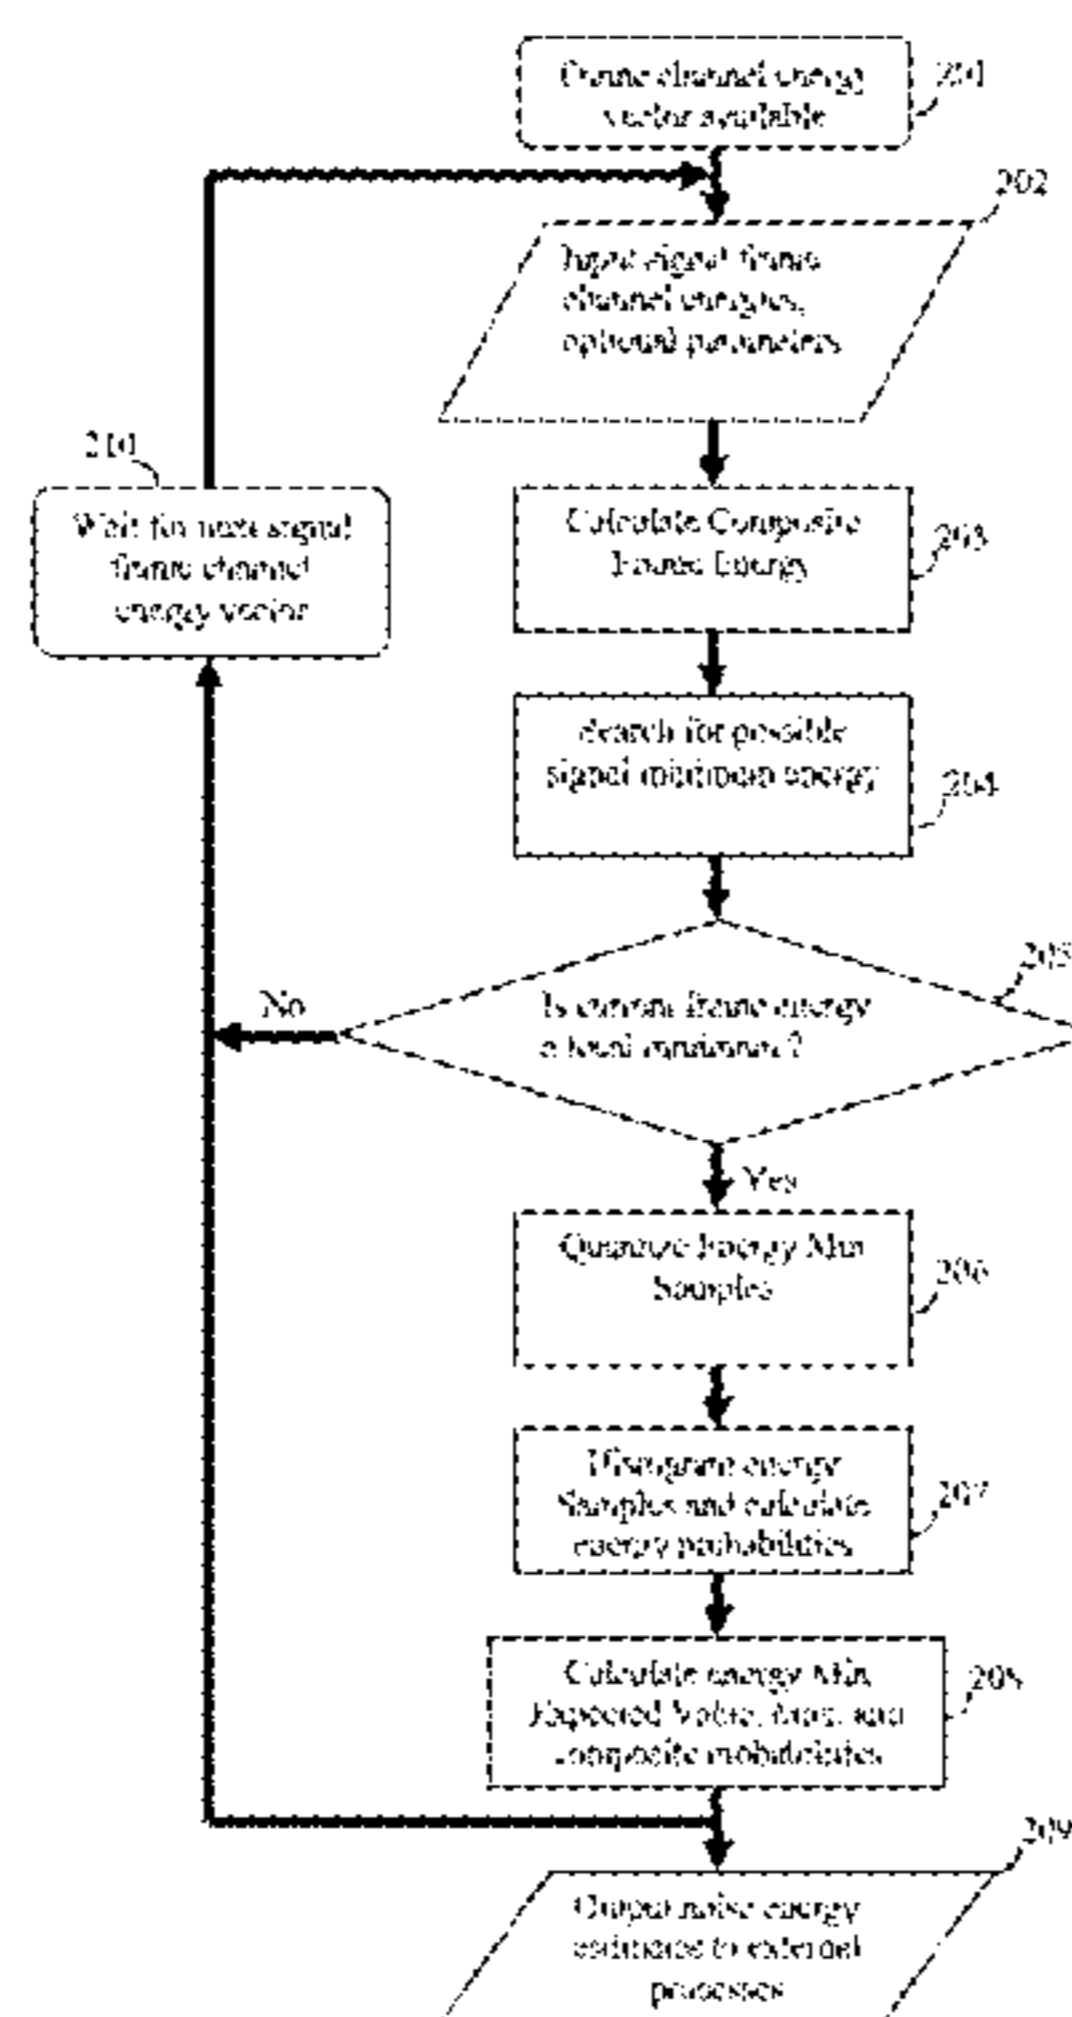 Frame channel energy
vector available
201
202
Input signal frame
channel energies,
optional parameters
210
Wait for next signal
frame channel
energy vector
Calculate Composite
Frame Energy
203
Search for possible
signal minimum energy
204
205
No
Is current frame energy
a local minimum?
Yes
Quantize Energy Min
Samples
206
Histogram energy
Samples and calculate
energy probabilities
207
Calculate energy Min
Expected Value, and
composite probabilities
208
209
Output noise energy
estimates to external
processes